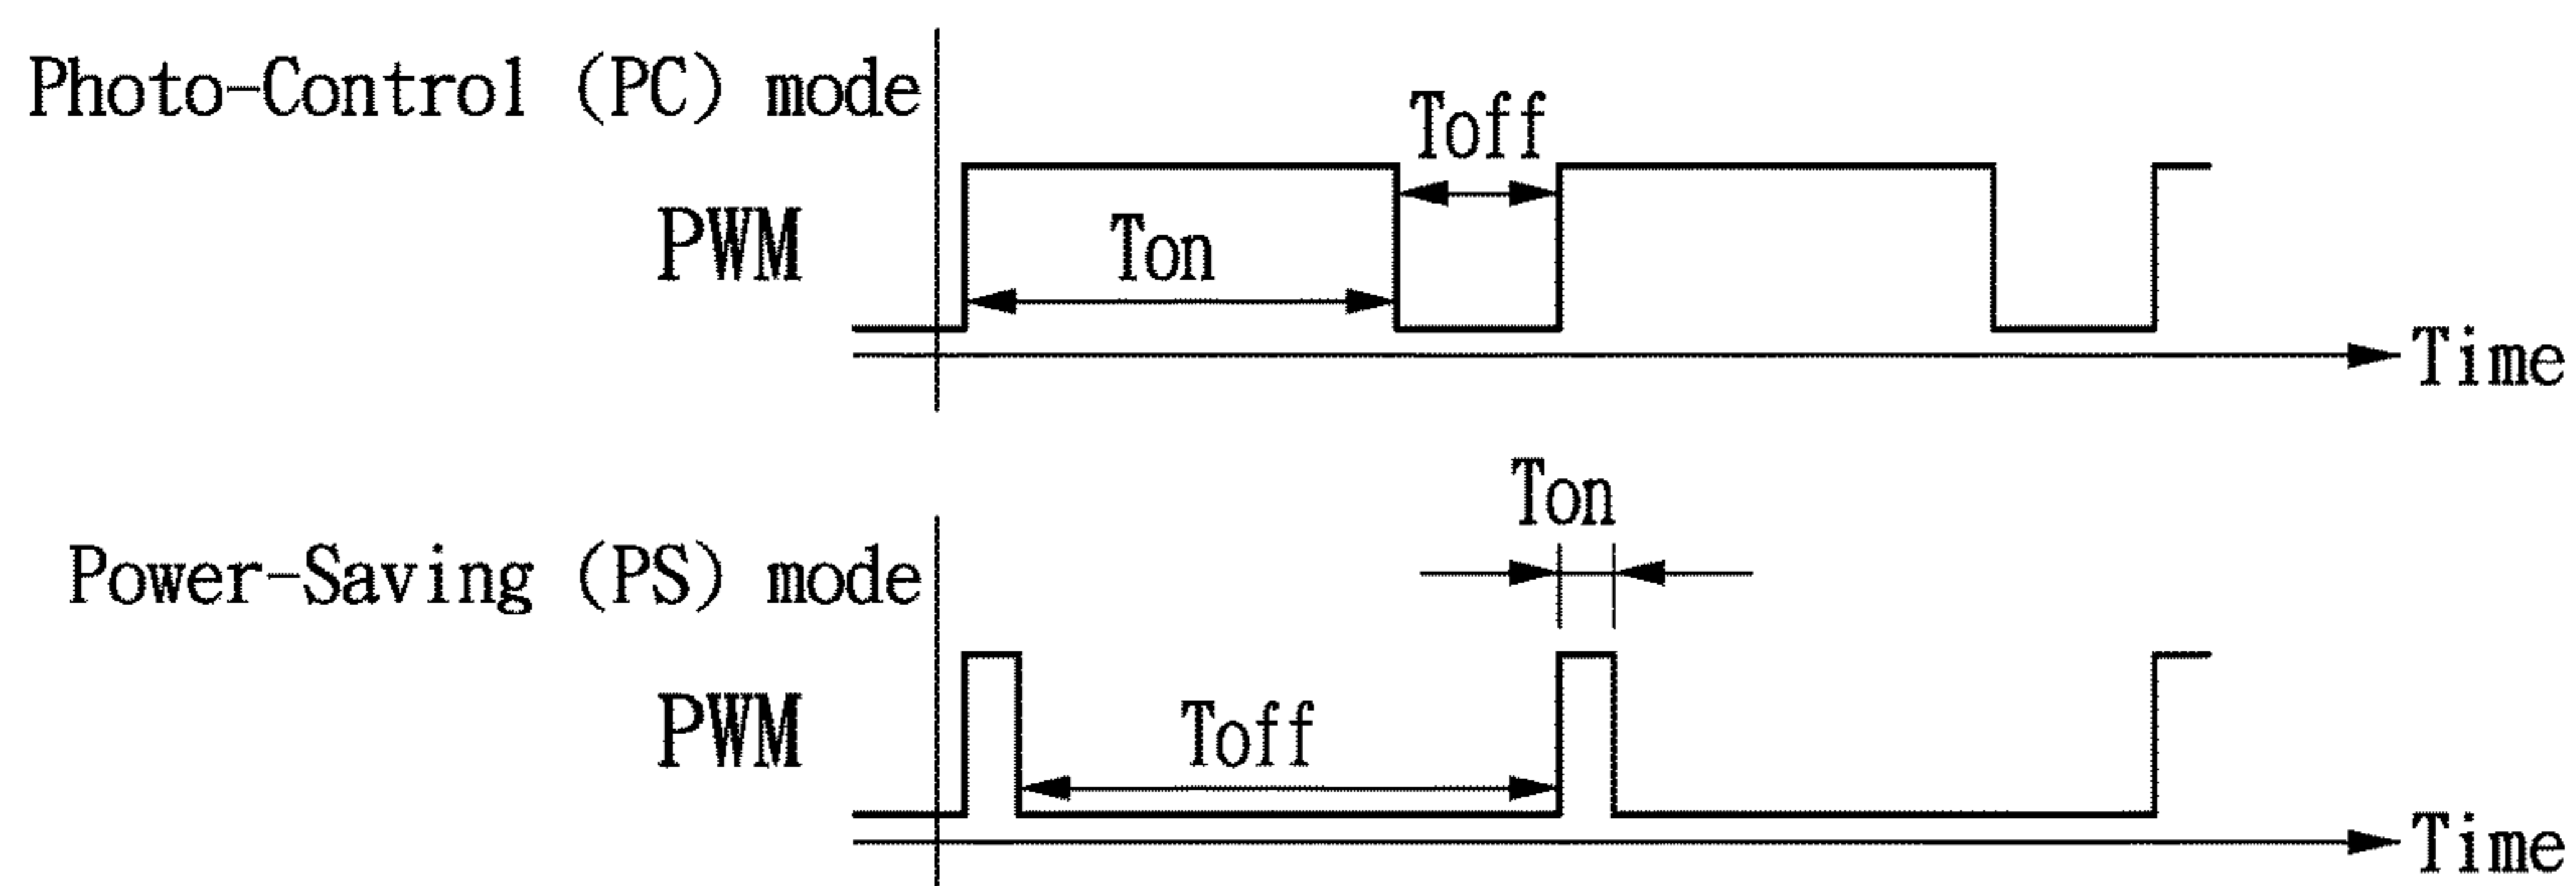 Photo-Control (PC) mode
Toff
PWM
Ton
Time
Ton
Power-Saving (PS) mode
PWM
Toff
Time